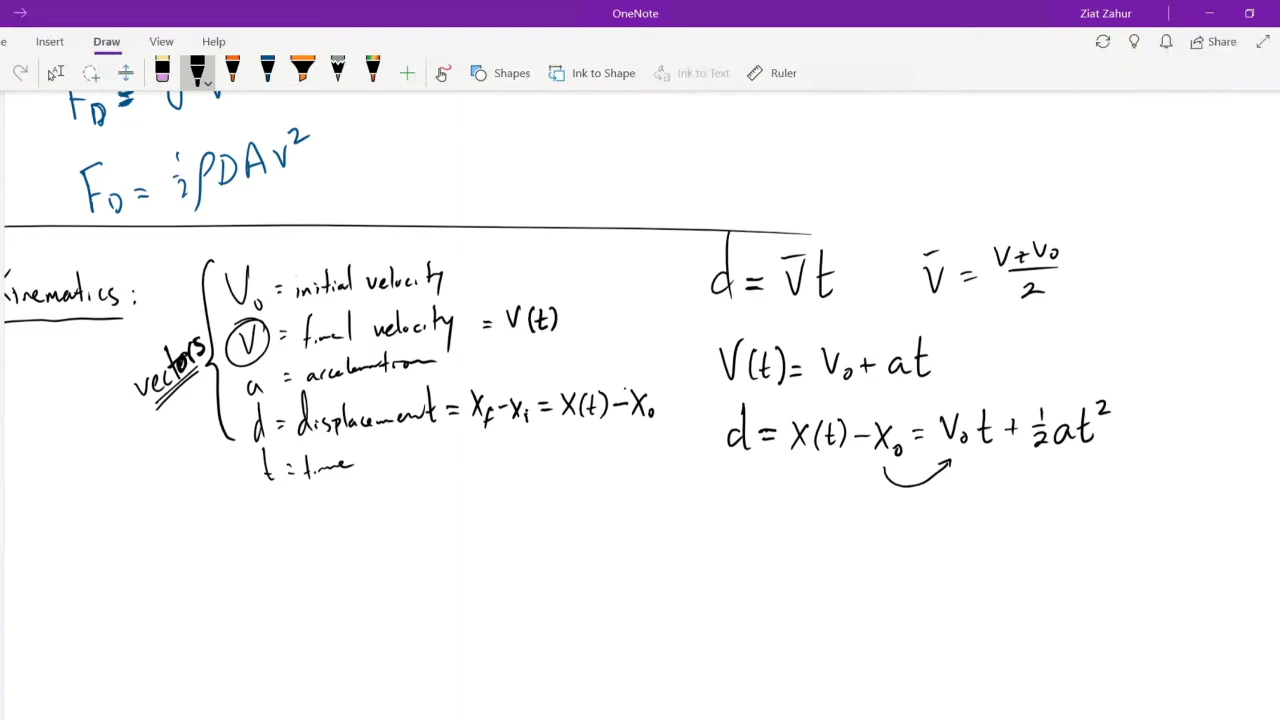 OneNote
Ziat Zahur
Insert Draw View Help
Share
Shapes
Ink to Shape
Ink to Text
Ruler
F_D =
F_D = ½ρDAv²
Kinematics:
vectors
V₀ = initial velocity
V = final velocity = V(t)
a = acceleration
d = displacement = X_f - x_i = X(t) - X₀
t = time
d = V̄t
V̄ = (V + V₀)/2
V(t) = V₀ + at
d = X(t) - X₀ = V₀t + ½at²